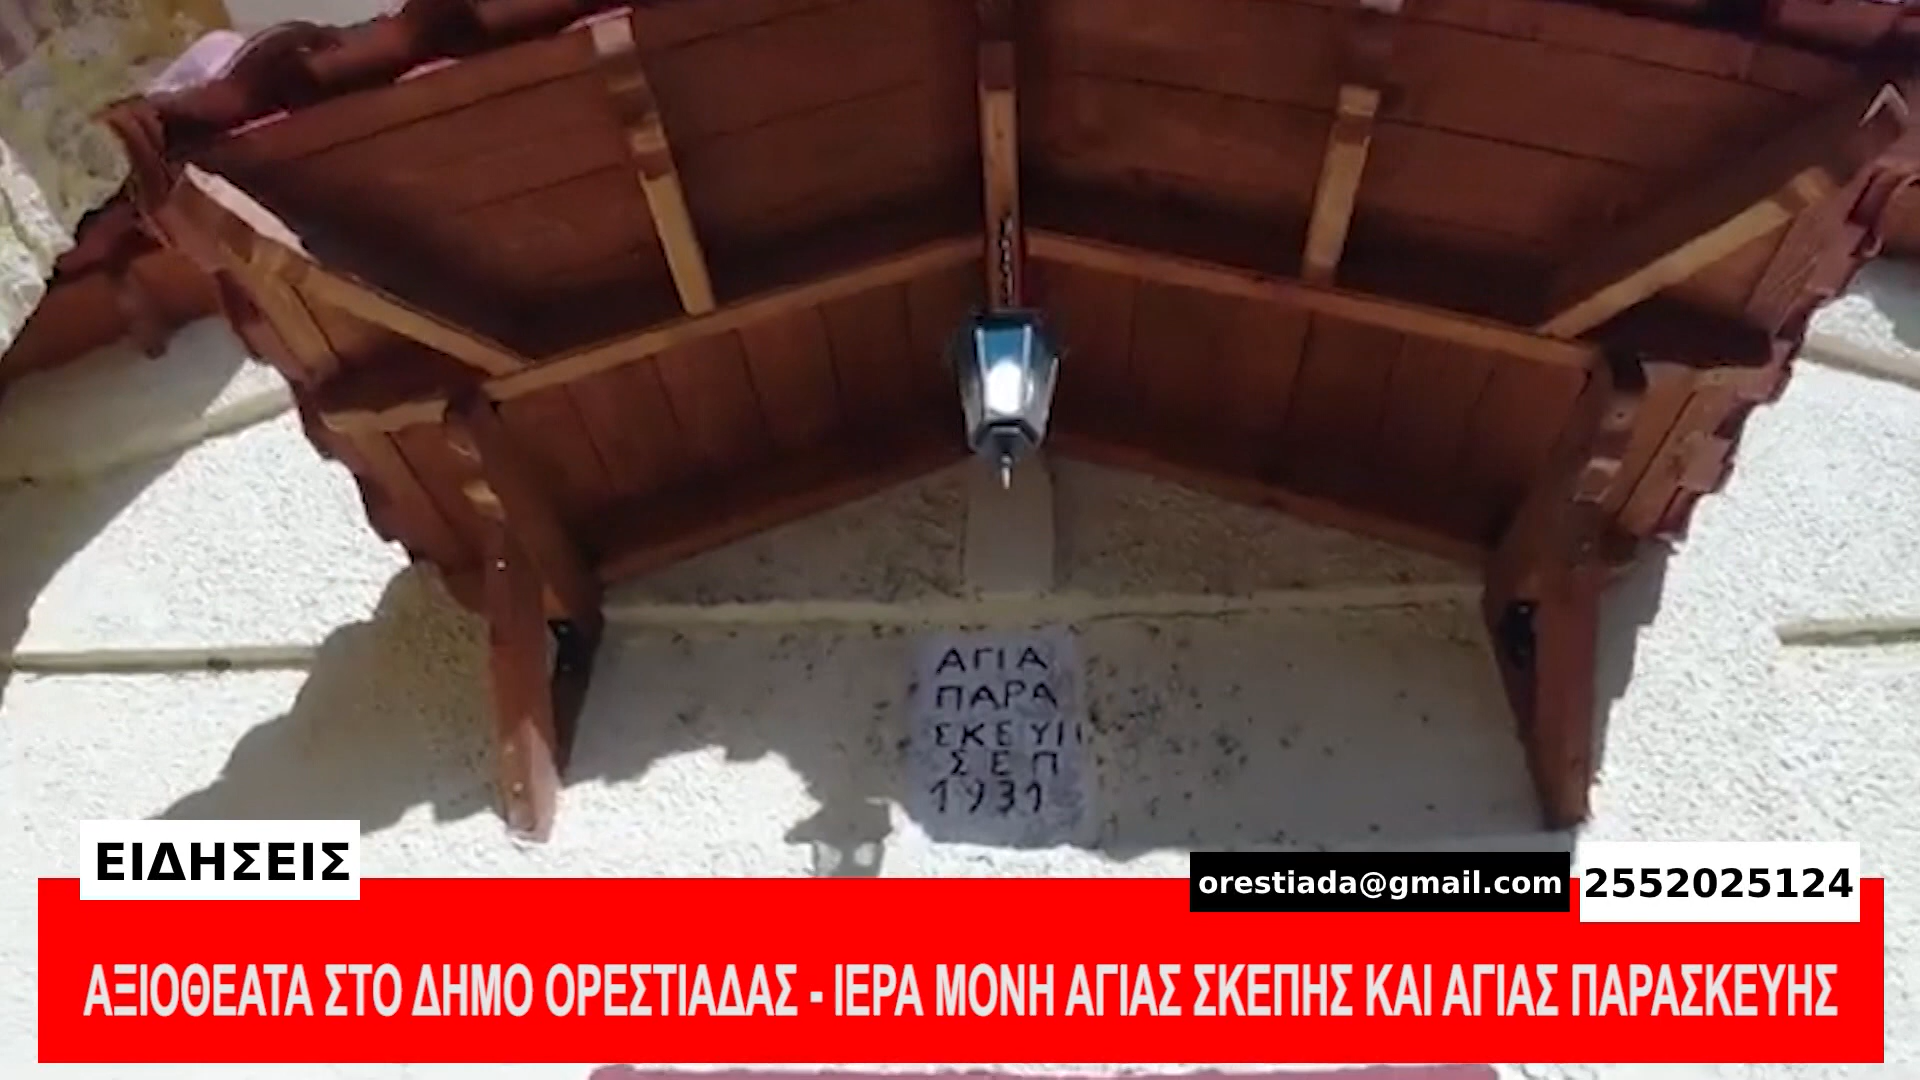 ΑΓΙΑ
ΠΑΡΑ
ΣΚΕΥΗ
ΣΕΠ
1931
ΕΙΔΗΣΕΙΣ
orestiada@gmail.com 2552025124
ΑΞΙΟΘΕΑΤΑ ΣΤΟ ΔΗΜΟ ΟΡΕΣΤΙΑΔΑΣ - ΙΕΡΑ ΜΟΝΗ ΑΓΙΑΣ ΣΚΕΠΗΣ ΚΑΙ ΑΓΙΑΣ ΠΑΡΑΣΚΕΥΗΣ